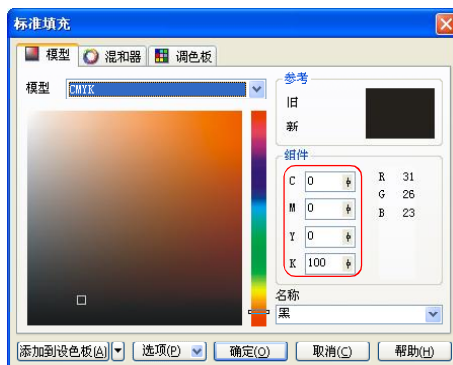 标准填充
模型 混和器 调色板
模型 CMYK
参考
旧
新
组件
C 0 R 31
M 0 G 26
Y 0 B 23
K 100
名称
黑
添加到设色板(A) 选项(P) 确定(O) 取消(C) 帮助(H)